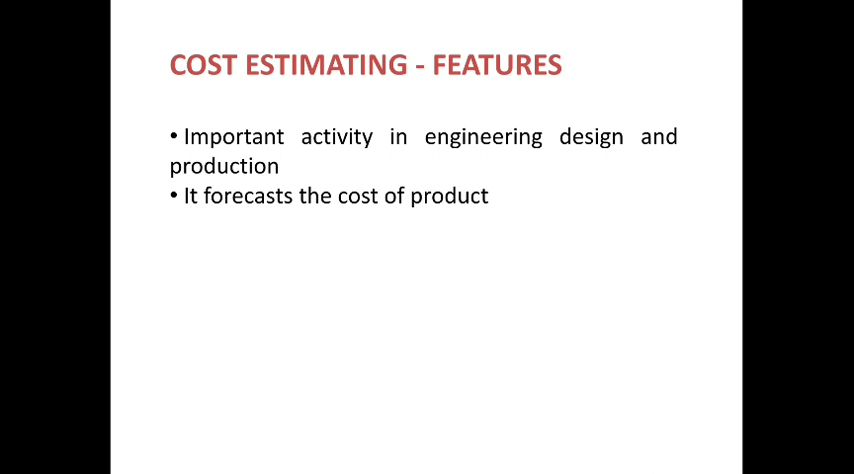 COST ESTIMATING - FEATURES
• Important activity in engineering design and
production
• It forecasts the cost of product